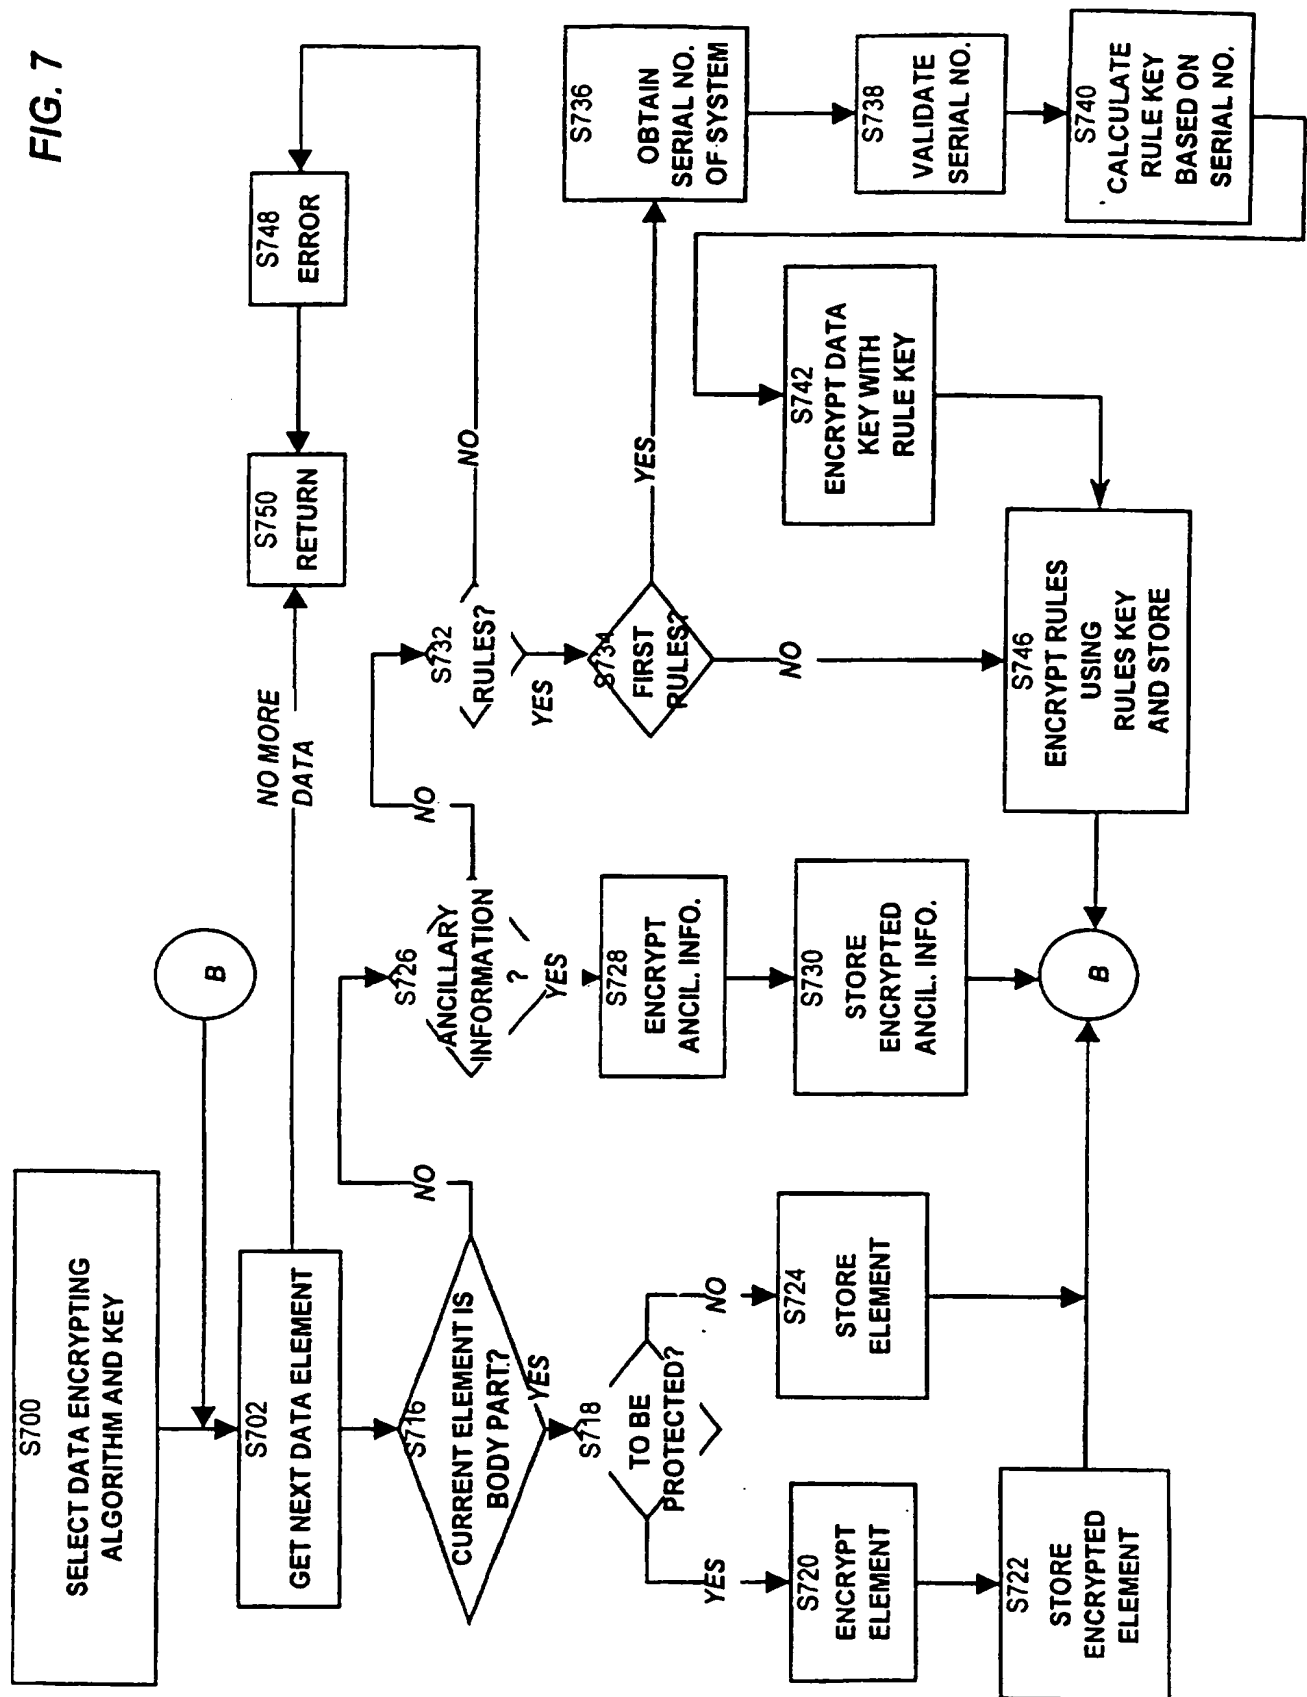 FIG. 7
S700
SELECT DATA ENCRYPTING
ALGORITHM AND KEY
B
S702
GET NEXT DATA ELEMENT
NO MORE
DATA
S750
RETURN
S748
ERROR
S716
CURRENT ELEMENT IS
BODY PART?
NO
YES
S718
TO BE
PROTECTED?
YES
NO
S720
ENCRYPT
ELEMENT
S722
STORE
ENCRYPTED
ELEMENT
S724
STORE
ELEMENT
S726
ANCILLARY
INFORMATION
?
NO
YES
S728
ENCRYPT
ANCIL. INFO.
S730
STORE
ENCRYPTED
ANCIL. INFO.
B
S732
RULES?
NO
YES
S734
FIRST
RULES?
YES
NO
S736
OBTAIN
SERIAL NO.
OF SYSTEM
S738
VALIDATE
SERIAL NO.
S740
CALCULATE
RULE KEY
BASED ON
SERIAL NO.
S742
ENCRYPT DATA
KEY WITH
RULE KEY
S746
ENCRYPT RULES
USING
RULES KEY
AND STORE